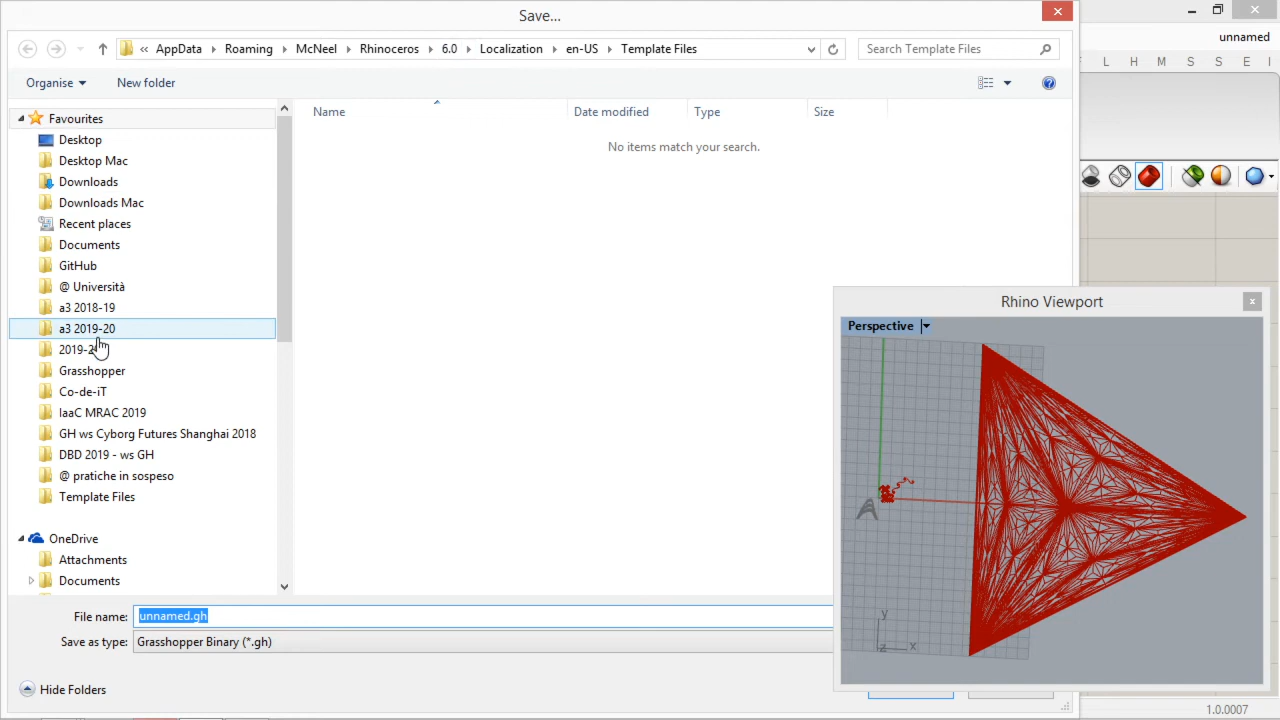 Save...
unnamed
« AppData Roaming McNeel Rhinoceros 6.0 Localization en-US Template Files
Search Template Files
L H M S S E I
Organise
New folder
Name
Date modified
Type
Size
No items match your search.
Favourites
Desktop
Desktop Mac
Downloads
Downloads Mac
Recent places
Documents
GitHub
@ Università
a3 2018-19
a3 2019-20
Grasshopper
Co-de-iT
IaaC MRAC 2019
GH ws Cyborg Futures Shanghai 2018
DBD 2019 - ws GH
@ pratiche in sospeso
Template Files
OneDrive
Attachments
Documents
Rhino Viewport
Perspective
y
z x
File name: unnamed.gh
Save as type: Grasshopper Binary (*.gh)
Hide Folders
1.0.0007